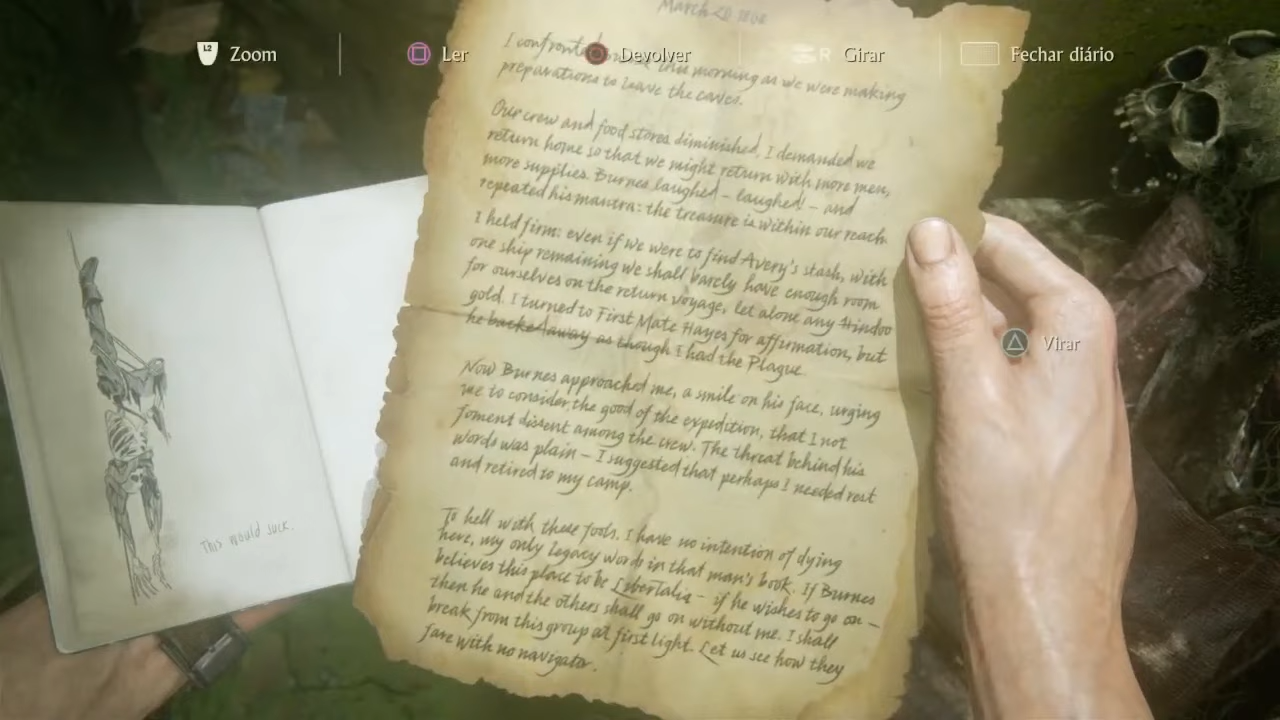 L2 Zoom
Ler
Devolver
R Girar
Fechar diário
March 20
I confronted this morning as we were making
preparations to leave the caves.
Our crew and food stores diminished, I demanded we
return home so that we might return with more men,
more supplies. Burnes laughed – laughed! – and
repeated his mantra: the treasure is within our reach.
I held firm: even if we were to find Avery's stash, with
one ship remaining we shall barely have enough room
for ourselves on the return voyage, let alone any Hindoo
gold. I turned to First Mate Hayes for affirmation, but
he backed away as though I had the Plague.
Now Burnes approached me, a smile on his face, urging
me to consider the good of the expedition, that I not
foment dissent among the crew. The threat behind his
words was plain – I suggested that perhaps I needed rest
and retired to my camp.
To hell with these fools. I have no intention of dying
here, my only legacy words in that man's book. If Burnes
believes this place to be Libertalia – if he wishes to go on –
then he and the others shall go on without me. I shall
break from this group at first light. Let us see how they
fare with no navigator.
Virar
This would suck.